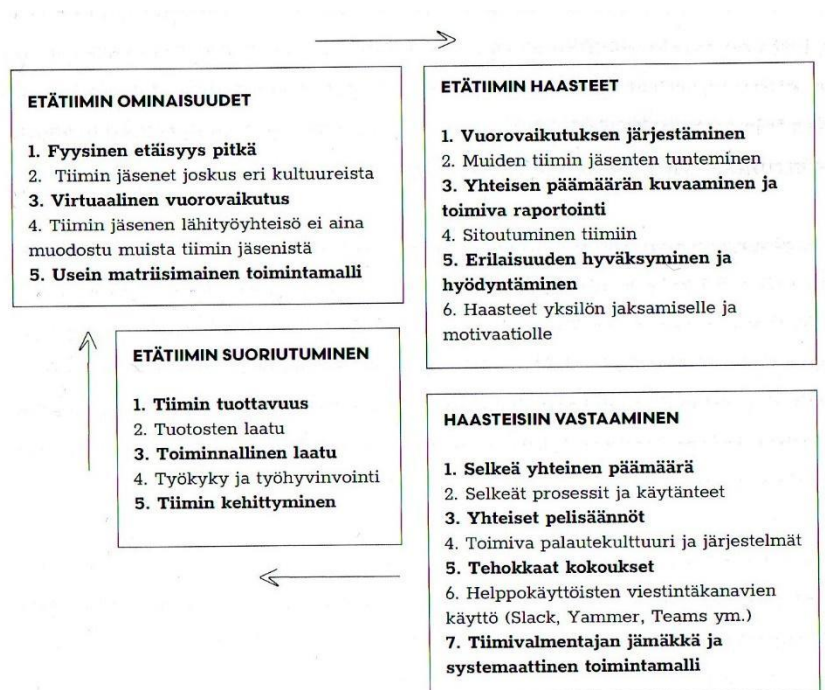 ETÄTIIMIN OMINAISUUDET
1. Fyysinen etäisyys pitkä
2. Tiimin jäsenet joskus eri kultuureista
3. Virtuaalinen vuorovaikutus
4. Tiimin jäsenen lähityöyhteisö ei aina
muodostu muista tiimin jäsenistä
5. Usein matriisimainen toimintamalli
ETÄTIIMIN HAASTEET
1. Vuorovaikutuksen järjestäminen
2. Muiden tiimin jäsenten tunteminen
3. Yhteisen päämäärän kuvaaminen ja
toimiva raportointi
4. Sitoutuminen tiimiin
5. Erilaisuuden hyväksyminen ja
hyödyntäminen
6. Haasteet yksilön jaksamiselle ja
motivaatiolle
HAASTEISIIN VASTAAMINEN
1. Selkeä yhteinen päämäärä
2. Selkeät prosessit ja käytänteet
3. Yhteiset pelisäännöt
4. Toimiva palautekulttuuri ja järjestelmät
5. Tehokkaat kokoukset
6. Helppokäyttöisten viestintäkanavien
käyttö (Slack, Yammer, Teams ym.)
7. Tiimivalmentajan jämäkkä ja
systemaattinen toimintamalli
ETÄTIIMIN SUORIUTUMINEN
1. Tiimin tuottavuus
2. Tuotosten laatu
3. Toiminnallinen laatu
4. Työkyky ja työhyvinvointi
5. Tiimin kehittyminen